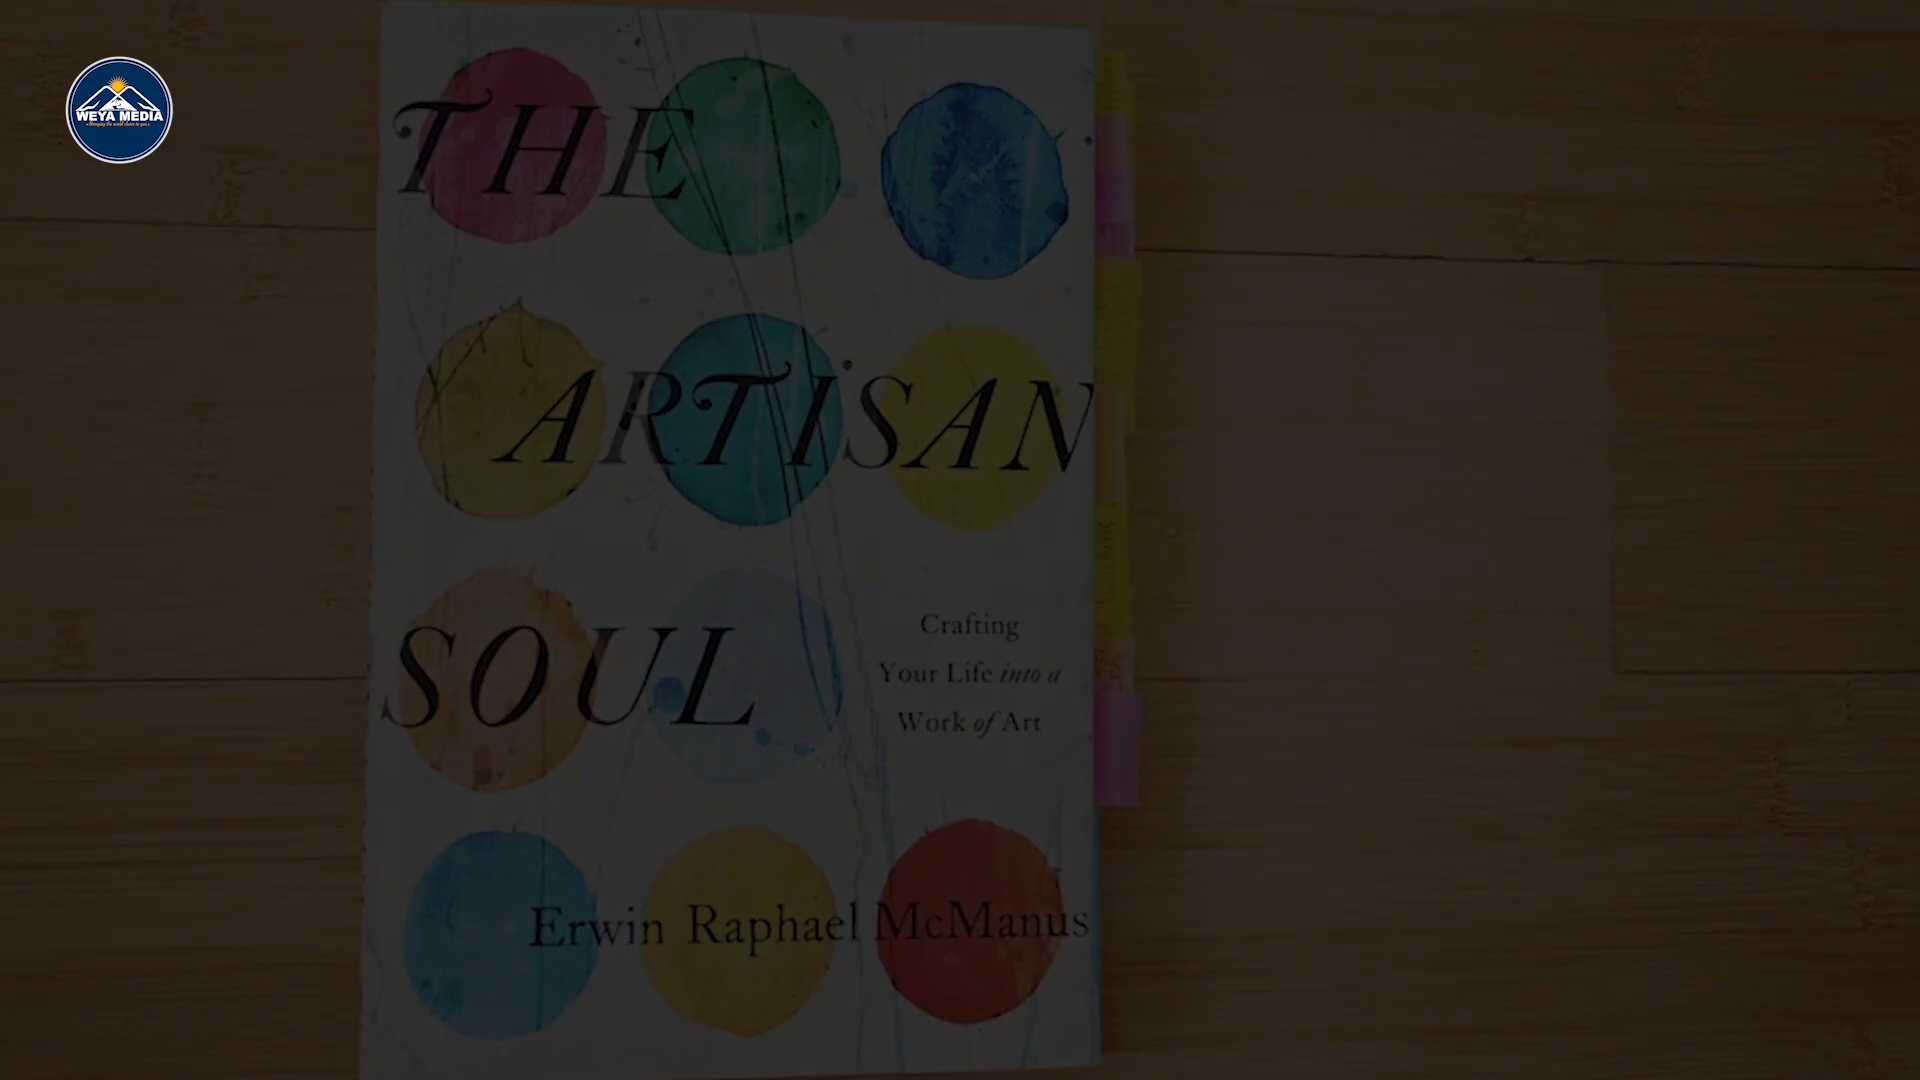 WEYA MEDIA
THE
ARTISAN
SOUL
Crafting
Your Life into a
Work of Art
Erwin Raphael McManus